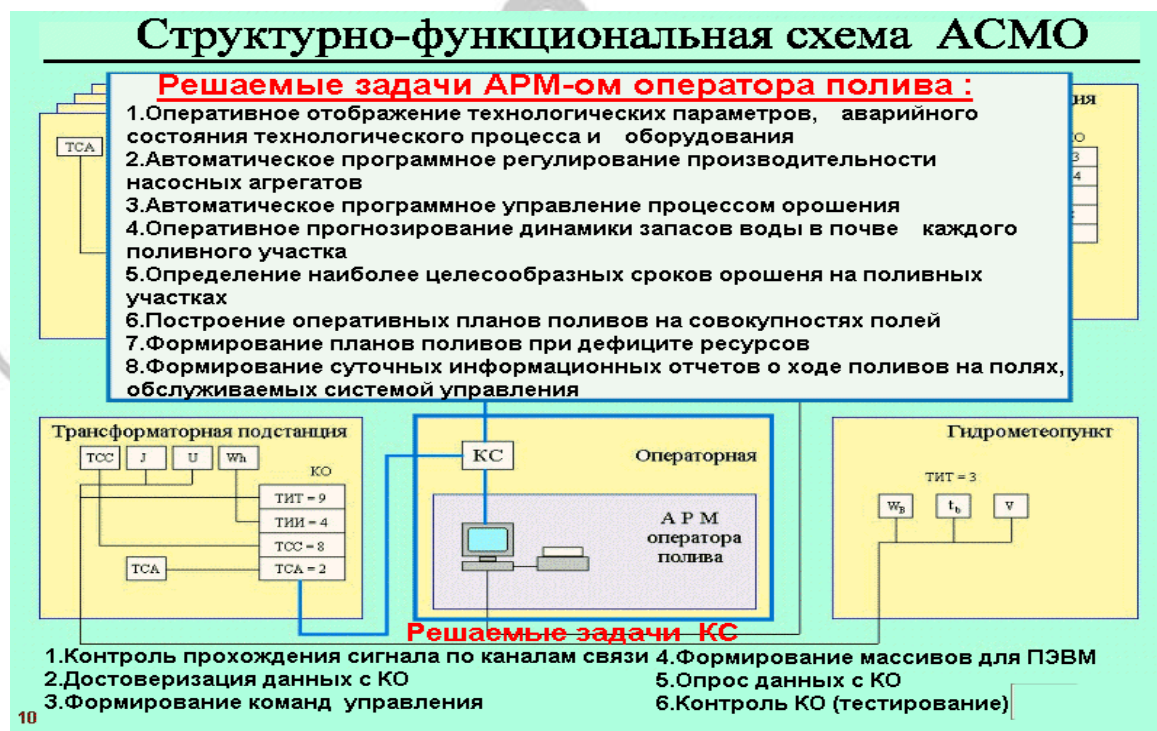 Структурно-функциональная схема АСМО
Решаемые задачи АРМ-ом оператора полива :
1.Оперативное отображение технологических параметров, аварийного
состояния технологического процесса и оборудования
2.Автоматическое программное регулирование производительности
насосных агрегатов
3.Автоматическое программное управление процессом орошения
4.Оперативное прогнозирование динамики запасов воды в почве каждого
поливного участка
5.Определение наиболее целесообразных сроков орошеня на поливных
участках
6.Построение оперативных планов поливов на совокупностях полей
7.Формирование планов поливов при дефиците ресурсов
8.Формирование суточных информационных отчетов о ходе поливов на полях,
обслуживаемых системой управления
ТСА
ия
3
4
Трансформаторная подстанция
ТСС J U Wh
КО
ТИТ = 9
ТИИ = 4
ТСС = 8
ТСА ТСА = 2
КС
Операторная
А Р М
оператора
полива
Гидрометеопункт
ТИТ = 3
Wв tь v
Решаемые задачи КС
1.Контроль прохождения сигнала по каналам связи
2.Достоверизация данных с КО
3.Формирование команд управления
4.Формирование массивов для ПЭВМ
5.Опрос данных с КО
6.Контроль КО (тестирование)
10